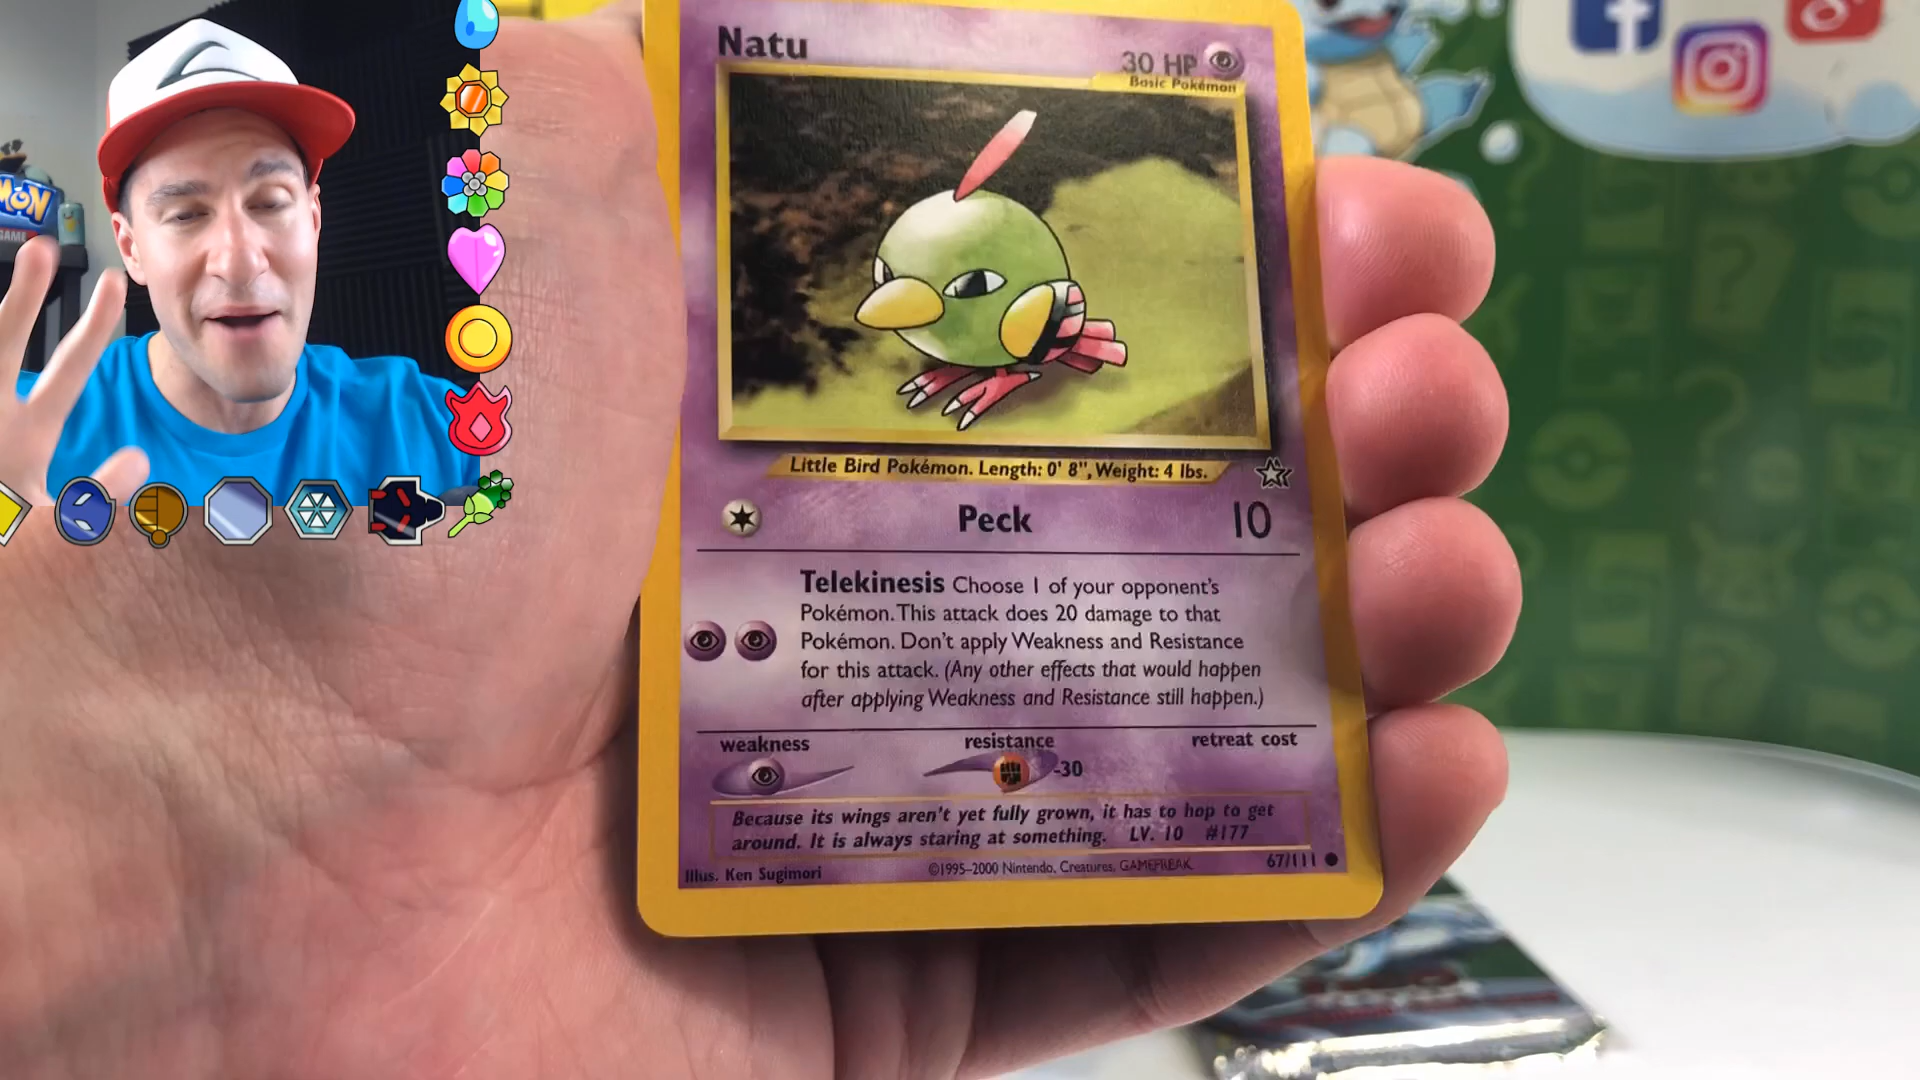 Natu
30 HP
Basic Pokémon
MON
GAME
Little Bird Pokémon. Length: 0' 8", Weight: 4 lbs.
Peck 10
Telekinesis Choose 1 of your opponent's
Pokémon. This attack does 20 damage to that
Pokémon. Don't apply Weakness and Resistance
for this attack. (Any other effects that would happen
after applying Weakness and Resistance still happen.)
weakness resistance retreat cost
-30
Because its wings aren't yet fully grown, it has to hop to get
around. It is always staring at something. LV. 10 #177
Illus. Ken Sugimori ©1995-2000 Nintendo, Creatures, GAMEFREAK. 67/111